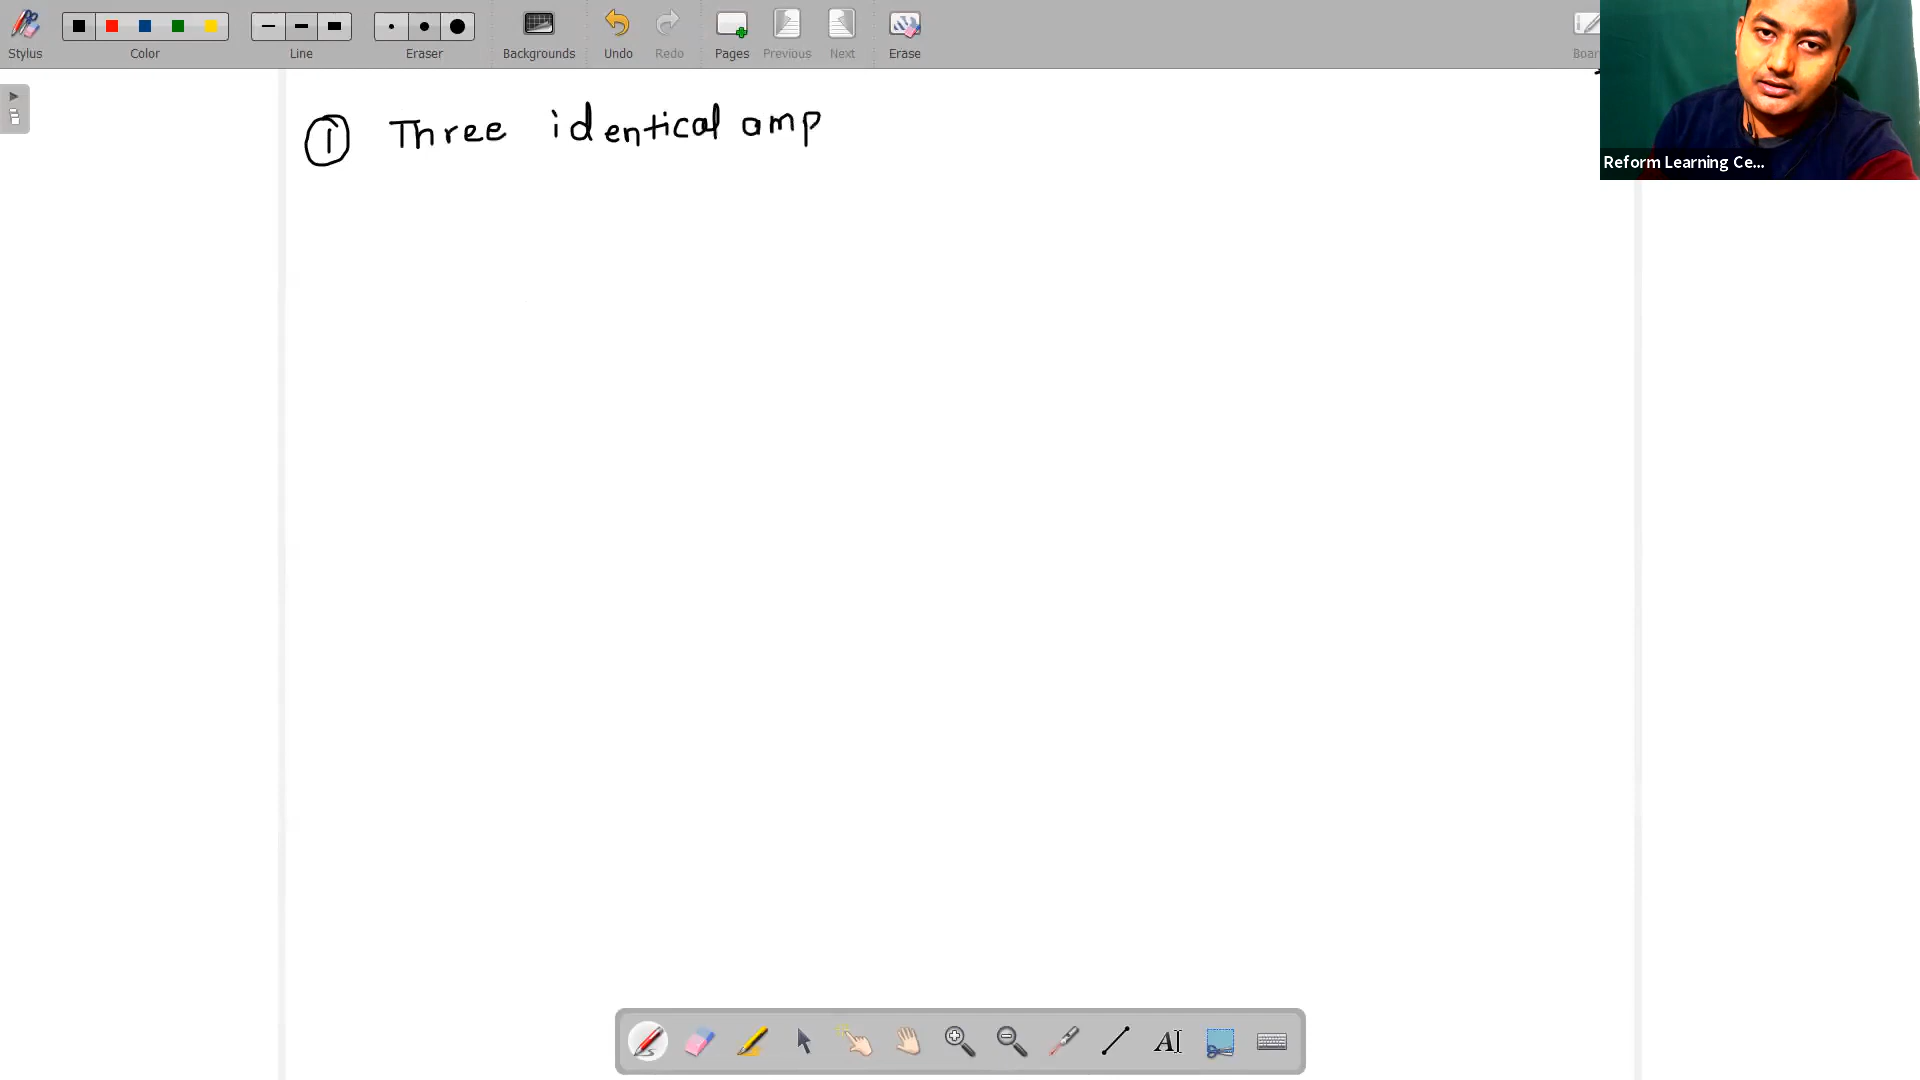 Stylus Color Line Eraser Backgrounds Undo Redo Pages Previous Next Erase
① Three identical amp
Reform Learning Ce...